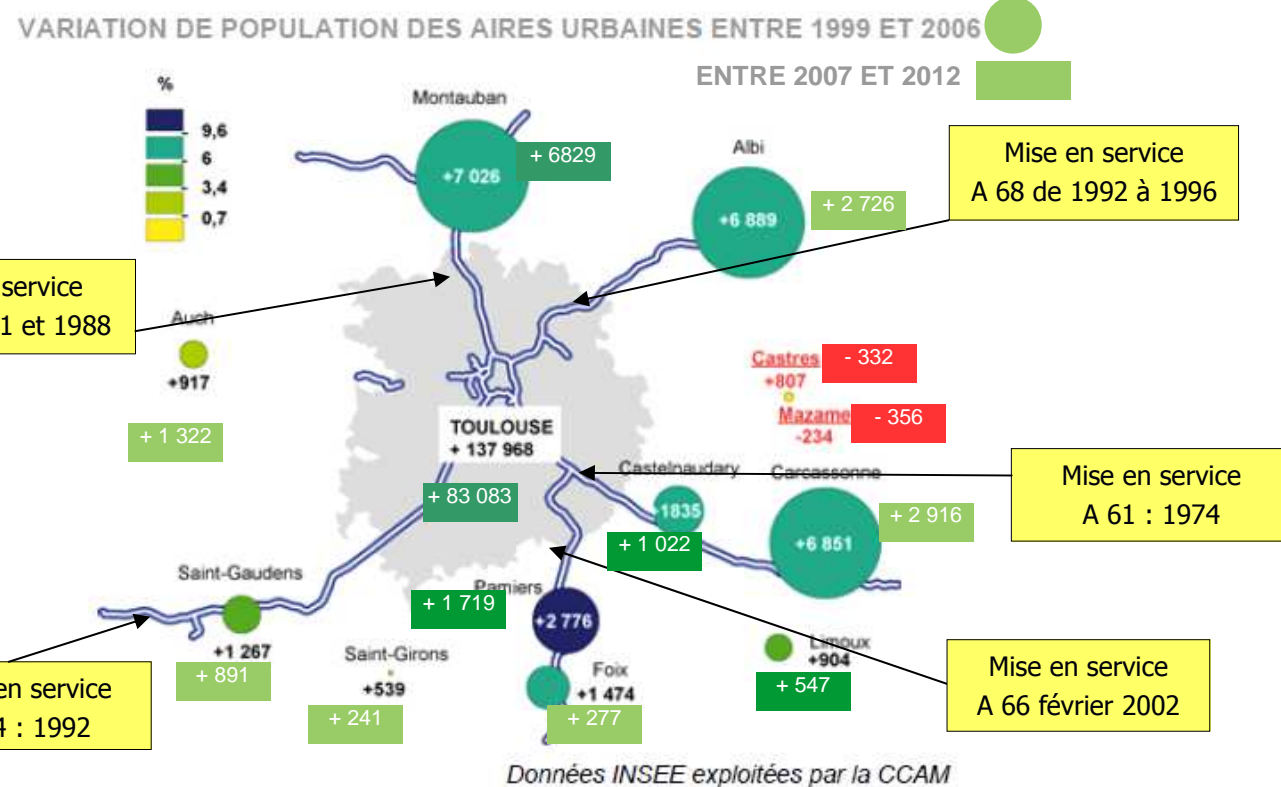 VARIATION DE POPULATION DES AIRES URBAINES ENTRE 1999 ET 2006
ENTRE 2007 ET 2012
%
9,6
6
3,4
0,7
Montauban
+7 026
+ 6829
Albi
+6 889
+ 2 726
Mise en service
A 68 de 1992 à 1996
service
1 et 1988
Auch
+917
+ 1 322
Castres
- 332
+807
Mazame
- 356
-234
TOULOUSE
+ 137 968
+ 83 083
Castelnaudary
1835
+ 1 022
Carcassonne
+6 851
+ 2 916
Mise en service
A 61 : 1974
Saint-Gaudens
+1 267
+ 891
Pamiers
+ 1 719
+2 776
Saint-Girons
+539
+ 241
Foix
+1 474
+ 277
Limoux
+904
+ 547
Mise en service
A 66 février 2002
en service
4 : 1992
Données INSEE exploitées par la CCAM